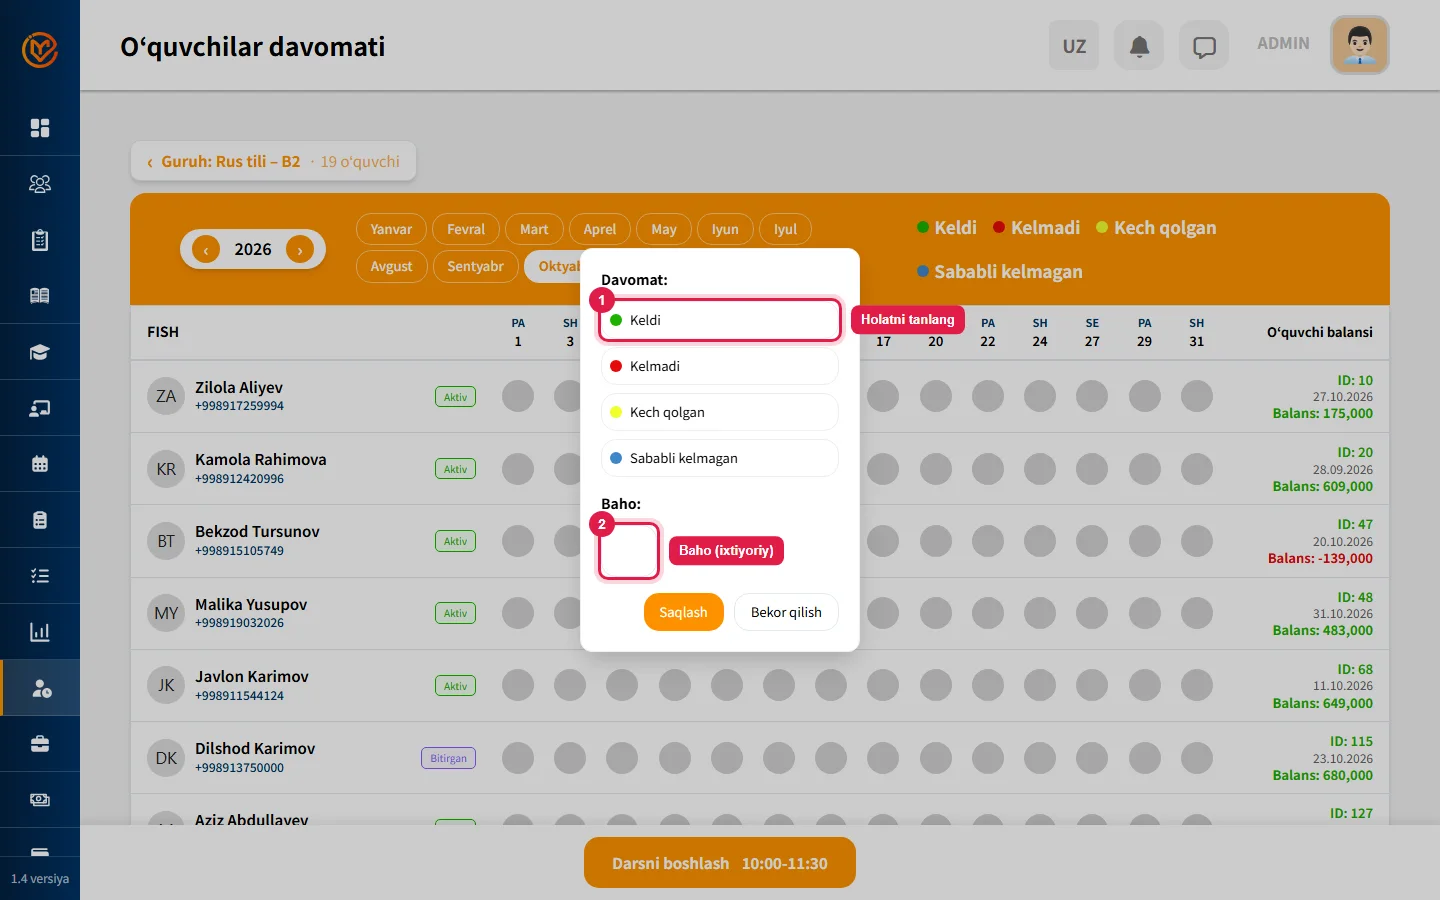 O‘quvchilar davomati
UZ
ADMIN
‹ Guruh: Rus tili – B2 · 19 o‘quvchi
‹ 2026 ›
Yanvar Fevral Mart Aprel May Iyun Iyul
Avgust Sentyabr
Keldi Kelmadi Kech qolgan
Sababli kelmagan
Davomat:
1
Keldi
Holatni tanlang
Kelmadi
Kech qolgan
Sababli kelmagan
Baho:
2
Baho (ixtiyoriy)
Saqlash Bekor qilish
FISH
PA SH PA SH SE PA SH
1 3 17 20 22 24 27 29 31
O‘quvchi balansi
ZA
Zilola Aliyev
+998917259994
Aktiv
ID: 10
27.10.2026
Balans: 175,000
KR
Kamola Rahimova
+998912420996
Aktiv
ID: 20
28.09.2026
Balans: 609,000
BT
Bekzod Tursunov
+998915105749
Aktiv
ID: 47
20.10.2026
Balans: -139,000
MY
Malika Yusupov
+998919032026
Aktiv
ID: 48
31.10.2026
Balans: 483,000
JK
Javlon Karimov
+998911544124
Aktiv
ID: 68
11.10.2026
Balans: 649,000
DK
Dilshod Karimov
+998913750000
Bitirgan
ID: 115
23.10.2026
Balans: 680,000
Aziz Abdullayev
ID: 127
Darsni boshlash 10:00-11:30
1.4 versiya